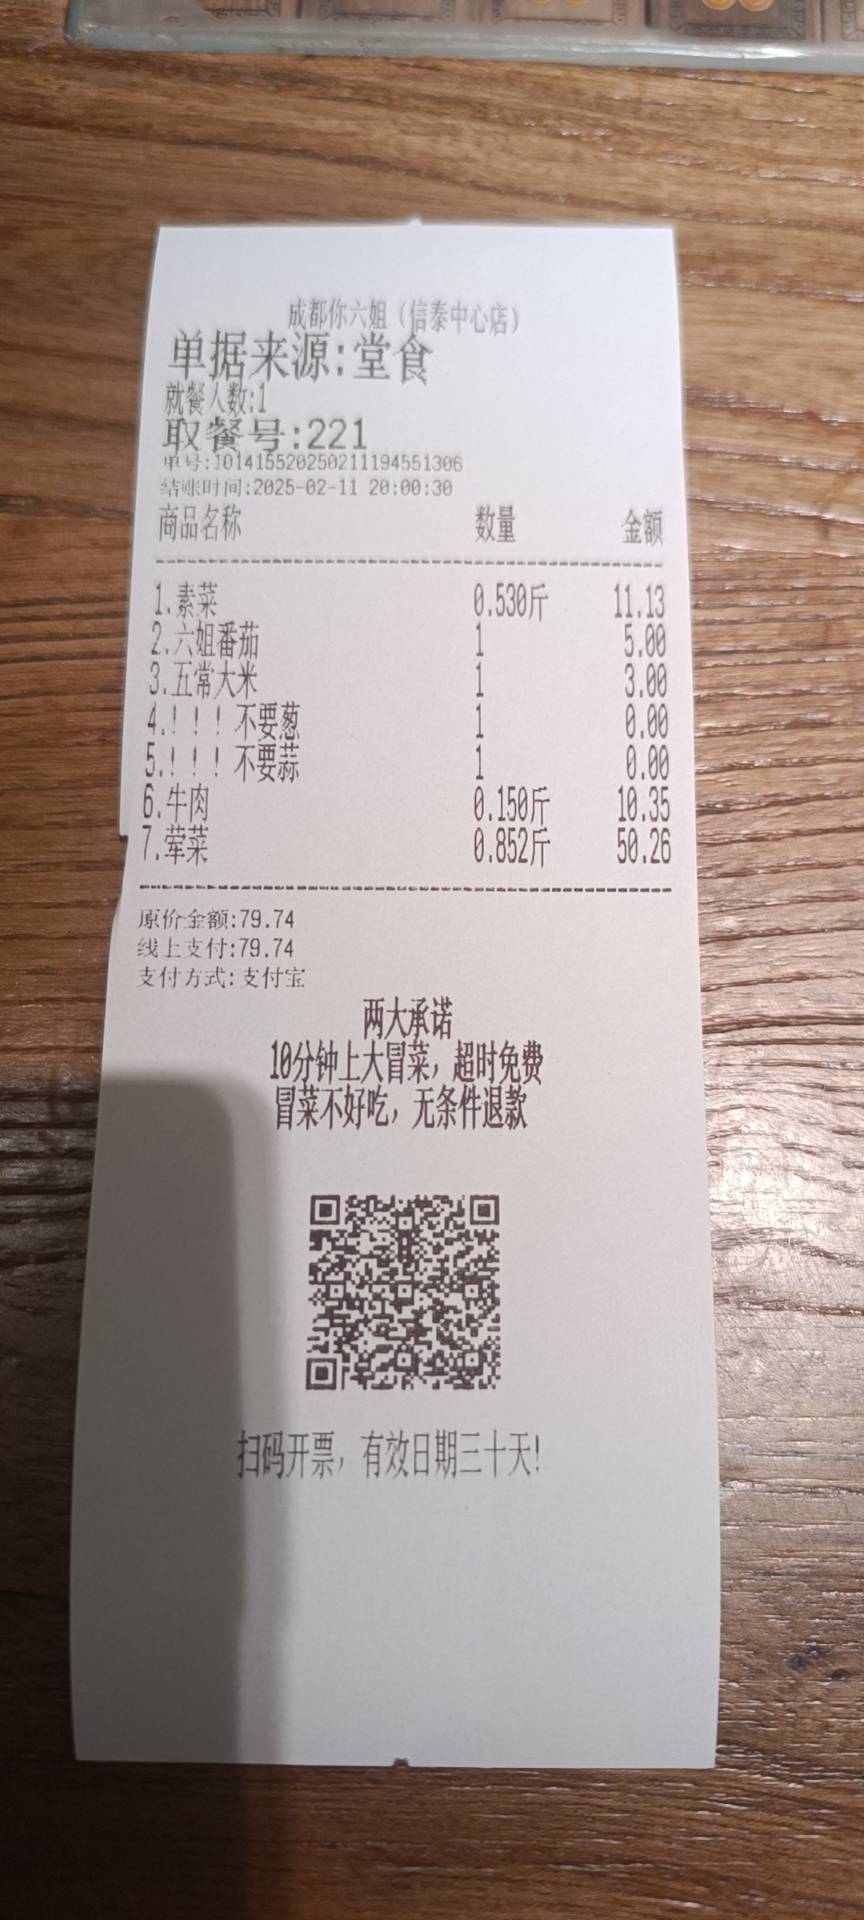 成都你六姐（信泰中心店）
单据来源:堂食
就餐人数:1
取餐号:221
单号:101415520250211194551306
结账时间:2025-02-11 20:00:30
商品名称 数量 金额
1.素菜 0.530斤 11.13
2.六姐番茄 1 5.00
3.五常大米 1 3.00
4.！！！不要葱 1 0.00
5.！！！不要蒜 1 0.00
6.牛肉 0.150斤 10.35
7.荤菜 0.852斤 50.26
原价金额:79.74
线上支付:79.74
支付方式:支付宝
两大承诺
10分钟上大冒菜，超时免费
冒菜不好吃，无条件退款
扫码开票，有效日期三十天!